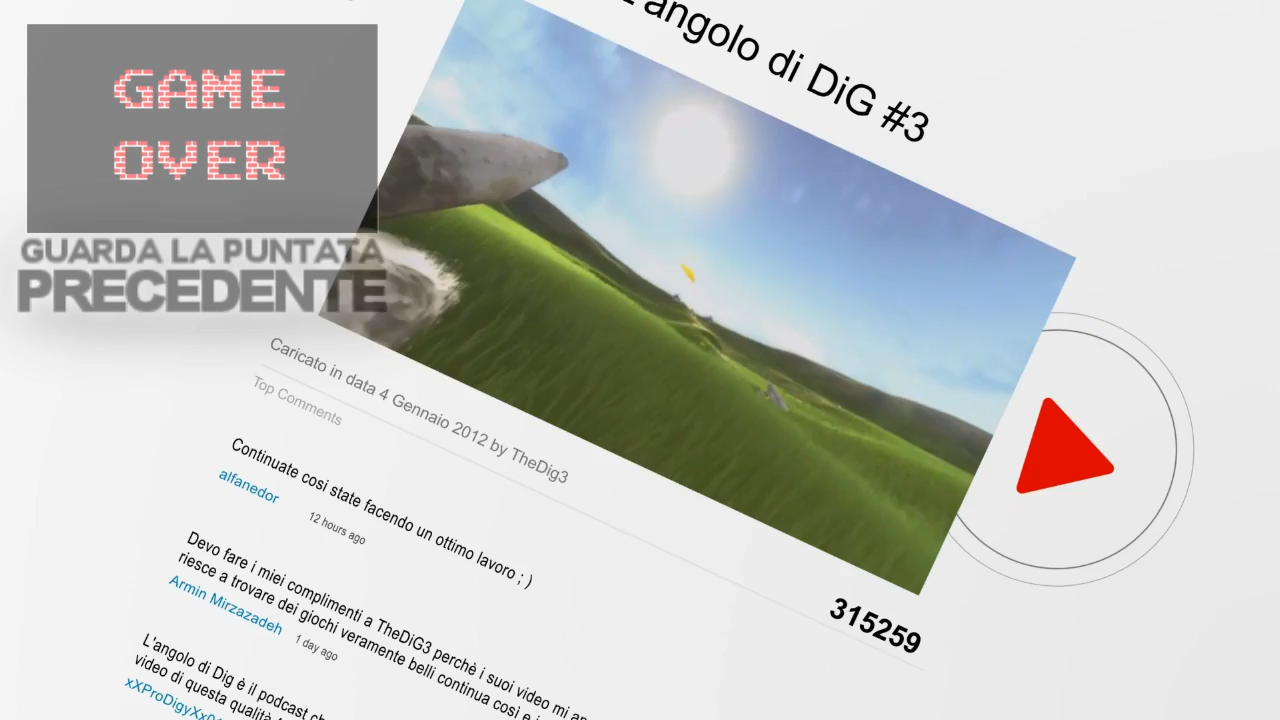 GAME
OVER
GUARDA LA PUNTATA
PRECEDENTE
L'angolo di DiG #3
Caricato in data 4 Gennaio 2012 by TheDig3
315259
Top Comments
Continuate cosi state facendo un ottimo lavoro ; )
alfanedor
12 hours ago
Devo fare i miei complimenti a TheDiG3 perchè i suoi video mi
riesce a trovare dei giochi veramente belli continua così e
Armin Mirzazadeh
1 day ago
L'angolo di Dig è il podcast
video di questa qualità